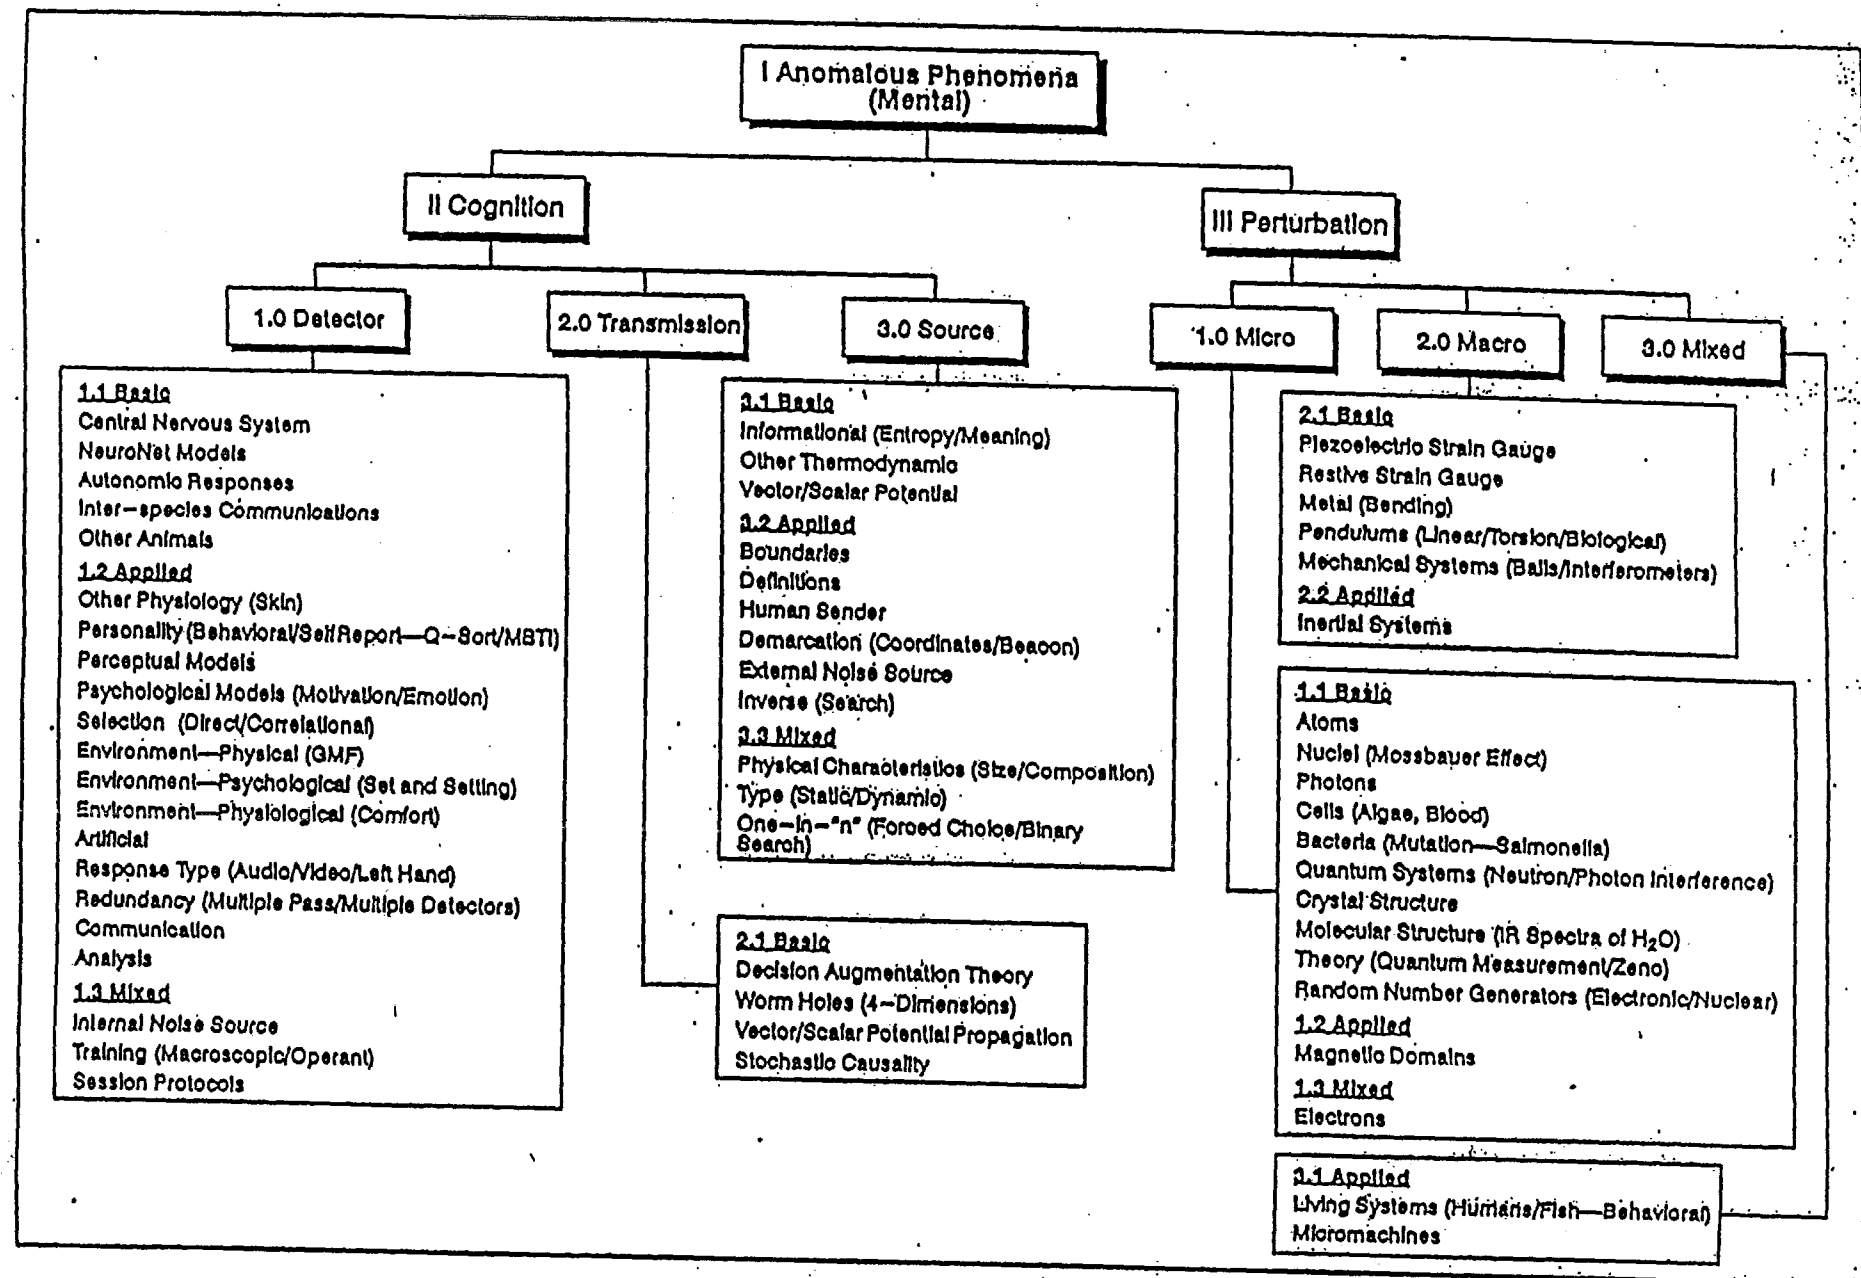 I Anomalous Phenomena
(Mental)
II Cognition
III Perturbation
1.0 Detector
2.0 Transmission
3.0 Source
1.0 Micro
2.0 Macro
3.0 Mixed
1.1 Basic
Central Nervous System
NeuroNet Models
Autonomic Responses
Inter-species Communications
Other Animals
1.2 Applied
Other Physiology (Skin)
Personality (Behavioral/Self Report—Q-Sort/MBTI)
Perceptual Models
Psychological Models (Motivation/Emotion)
Selection (Direct/Correlational)
Environment—Physical (GMF)
Environment—Psychological (Set and Setting)
Environment—Physiological (Comfort)
Artificial
Response Type (Audio/Video/Left Hand)
Redundancy (Multiple Pass/Multiple Detectors)
Communication
Analysis
1.3 Mixed
Internal Noise Source
Training (Macroscopic/Operant)
Session Protocols
3.1 Basic
Informational (Entropy/Meaning)
Other Thermodynamic
Vector/Scalar Potential
3.2 Applied
Boundaries
Definitions
Human Sender
Demarcation (Coordinates/Beacon)
External Noise Source
Inverse (Search)
3.3 Mixed
Physical Characteristics (Size/Composition)
Type (Static/Dynamic)
One-in-"n" (Forced Choice/Binary
Search)
2.1 Basic
Decision Augmentation Theory
Worm Holes (4-Dimensions)
Vector/Scalar Potential Propagation
Stochastic Causality
2.1 Basic
Piezoelectric Strain Gauge
Restive Strain Gauge
Metal (Bending)
Pendulums (Linear/Torsion/Biological)
Mechanical Systems (Balls/Interferometers)
2.2 Applied
Inertial Systems
1.1 Basic
Atoms
Nuclei (Mossbauer Effect)
Photons
Cells (Algae, Blood)
Bacteria (Mutation—Salmonella)
Quantum Systems (Neutron/Photon Interference)
Crystal Structure
Molecular Structure (IR Spectra of H₂O)
Theory (Quantum Measurement/Zeno)
Random Number Generators (Electronic/Nuclear)
1.2 Applied
Magnetic Domains
1.3 Mixed
Electrons
3.1 Applied
Living Systems (Humans/Fish—Behavioral)
Micromachines